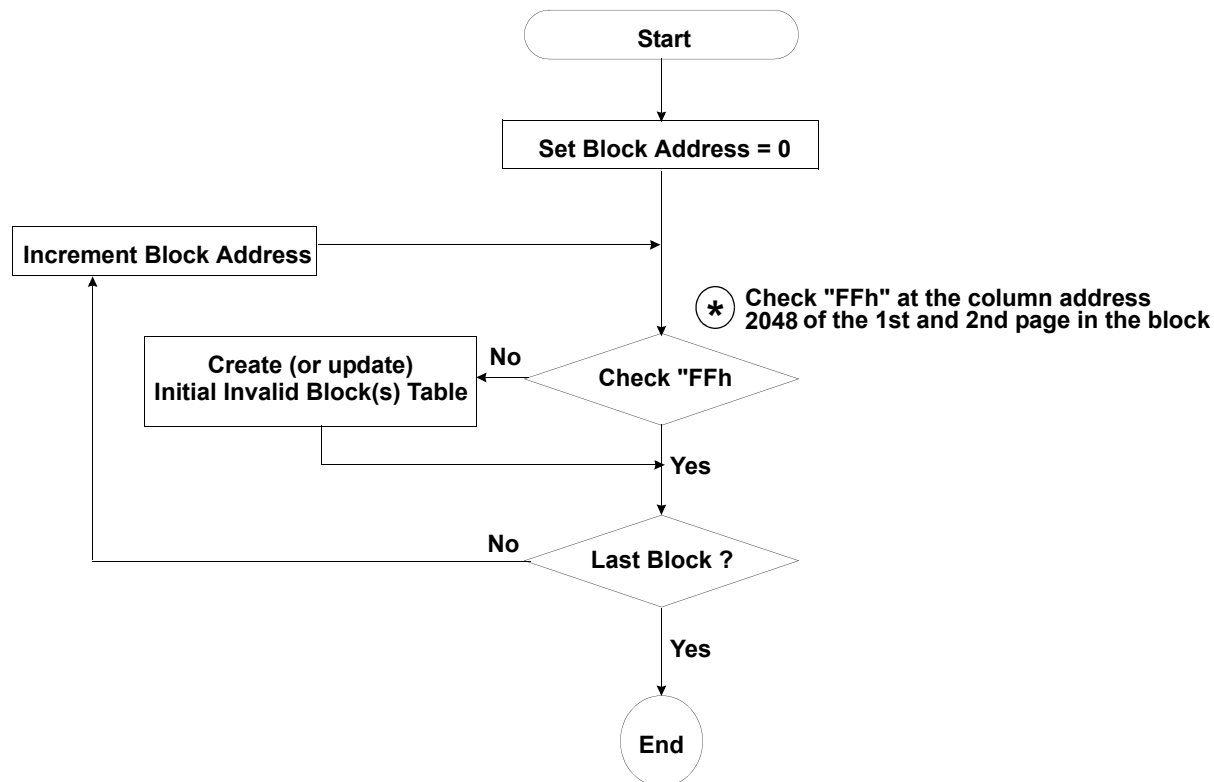 Start
Set Block Address = 0
Increment Block Address
* Check "FFh" at the column address
2048 of the 1st and 2nd page in the block
Create (or update)
Initial Invalid Block(s) Table
No
Check "FFh
Yes
No
Last Block ?
Yes
End